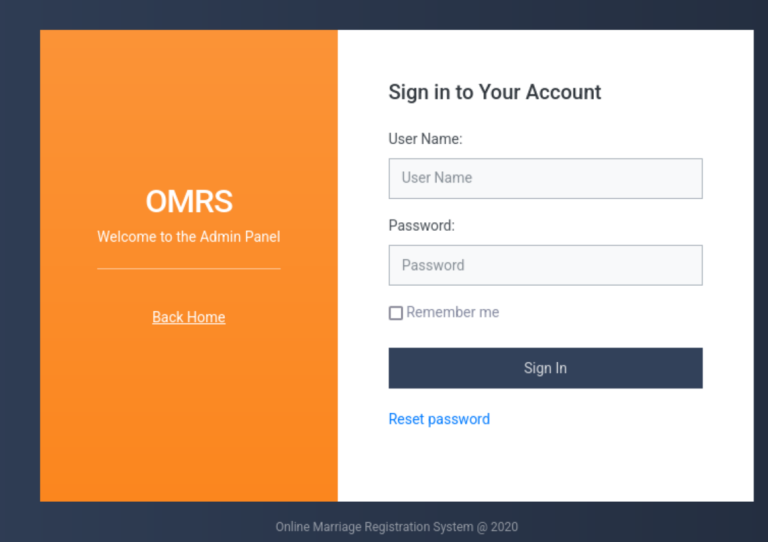 OMRS
Welcome to the Admin Panel
Back Home
Sign in to Your Account
User Name:
User Name
Password:
Password
Remember me
Sign In
Reset password
Online Marriage Registration System @ 2020